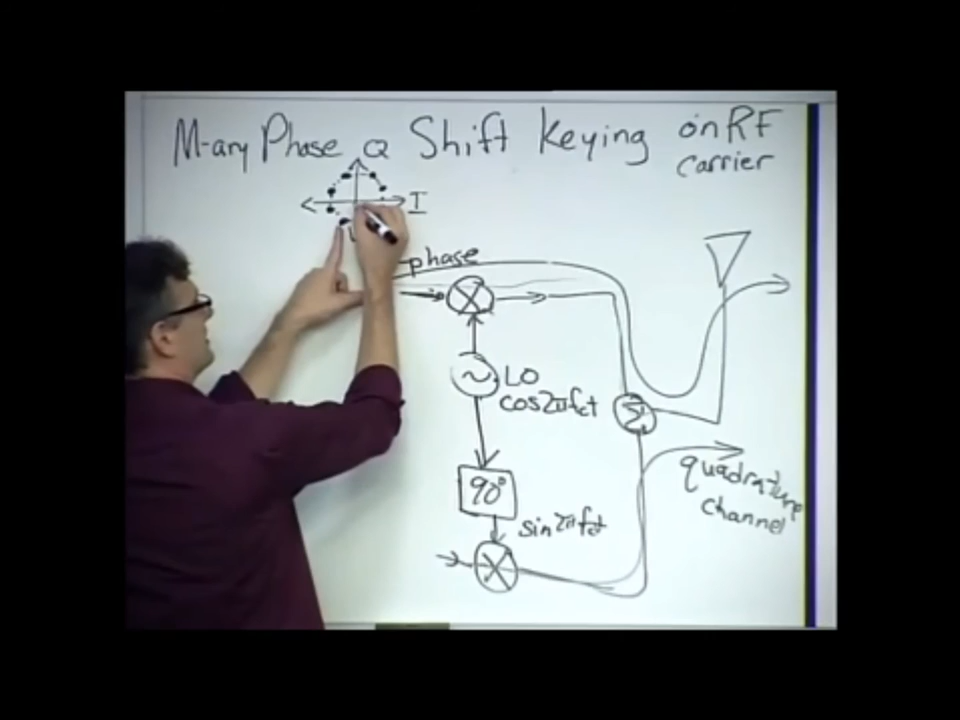 M-ary Phase Shift Keying on RF
carrier
Q
I
phase
LO
cos2πfct
Σ
90°
sin2πfct
quadrature
channel